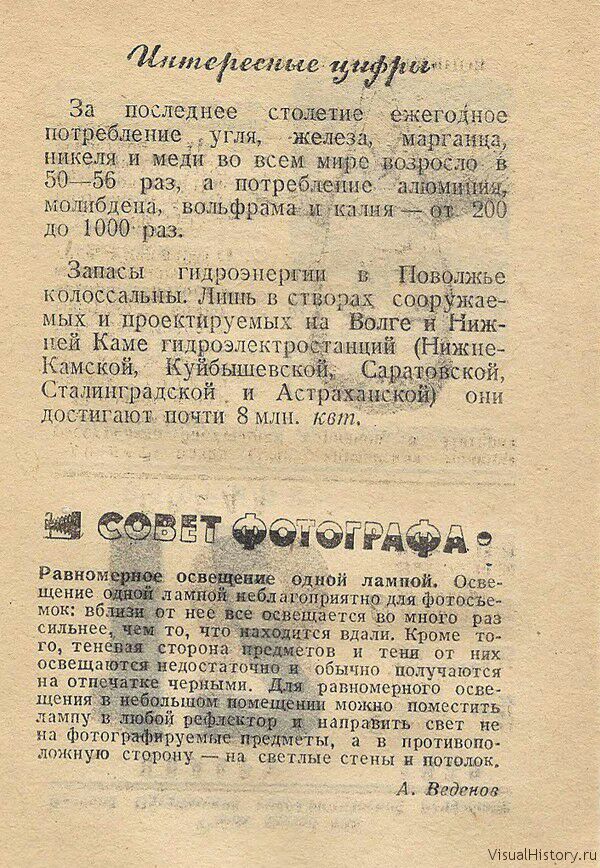 Интересные цифры
За последнее столетие ежегодное
потребление угля, железа, марганца,
никеля и меди во всем мире возросло в
50—56 раз, а потребление алюминия,
молибдена, вольфрама и калия — от 200
до 1000 раз.
Запасы гидроэнергии в Поволжье
колоссальны. Лишь в створах сооружае-
мых и проектируемых на Волге и Ниж-
ней Каме гидроэлектростанций (Нижне-
Камской, Куйбышевской, Саратовской,
Сталинградской и Астраханской) они
достигают почти 8 млн. квт.
СОВЕТ ФОТОГРАФА
Равномерное освещение одной лампой. Осве-
щение одной лампой неблагоприятно для фотосъе-
мок: вблизи от нее все освещается во много раз
сильнее, чем то, что находится вдали. Кроме то-
го, теневая сторона предметов и тени от них
освещаются недостаточно и обычно получаются
на отпечатке черными. Для равномерного осве-
щения в небольшом помещении можно поместить
лампу в любой рефлектор и направить свет не
на фотографируемые предметы, а в противопо-
ложную сторону — на светлые стены и потолок.
А. Веденов
VisualHistory.ru